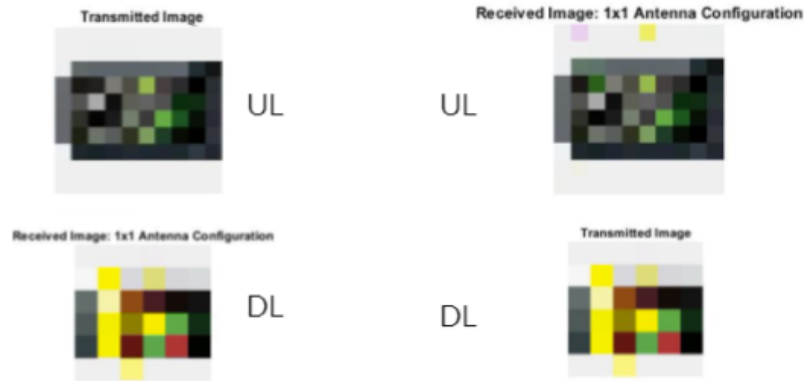 Transmitted Image
Received Image: 1x1 Antenna Configuration
UL
UL
Received Image: 1x1 Antenna Configuration
Transmitted Image
DL
DL